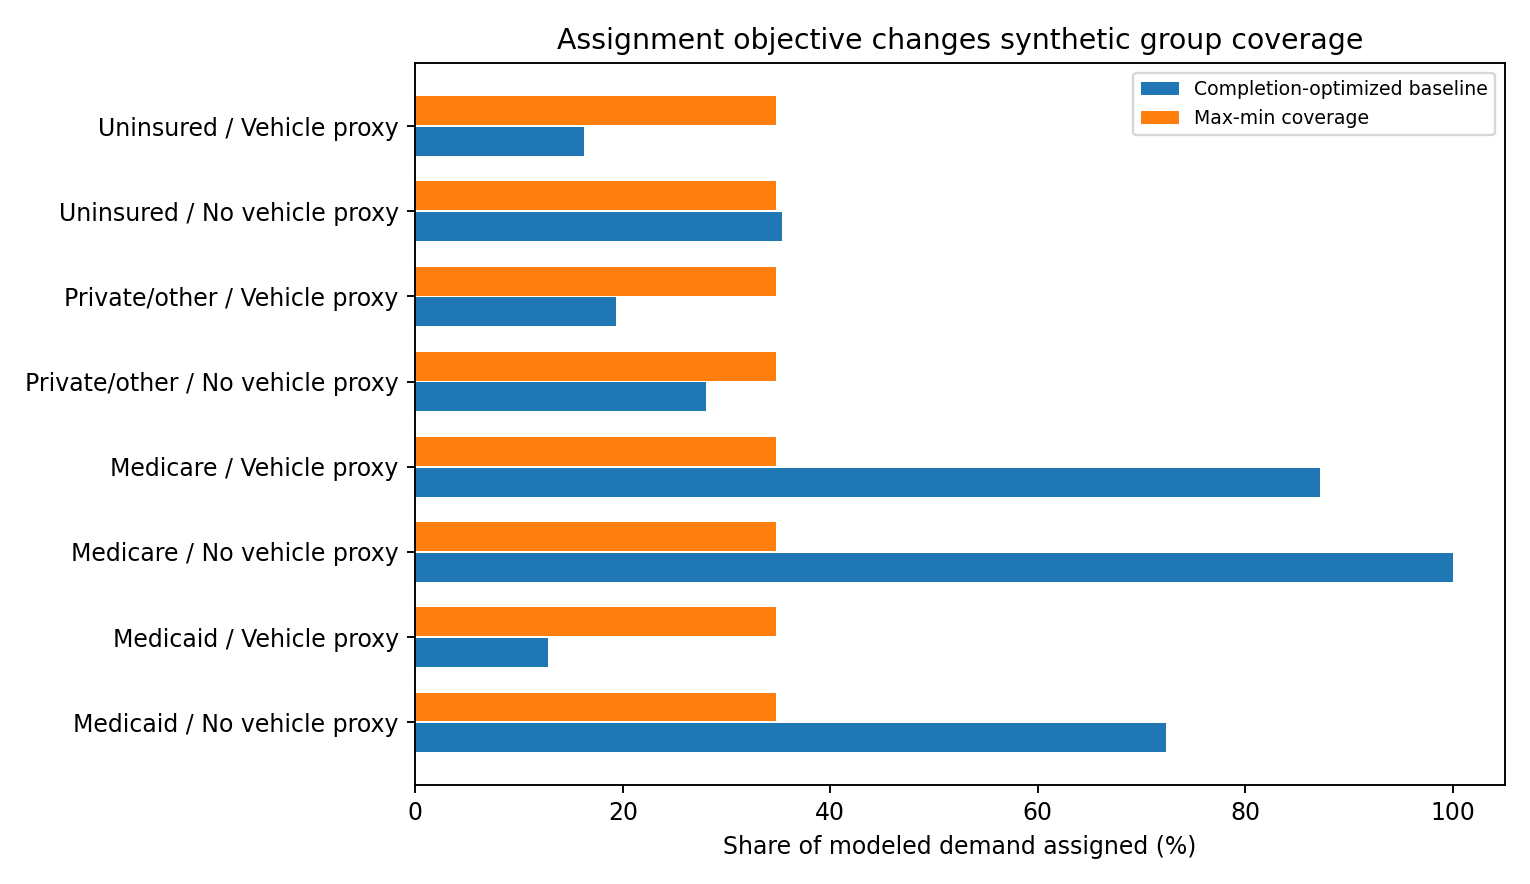 Assignment objective changes synthetic group coverage
Completion-optimized baseline
Max-min coverage
Uninsured / Vehicle proxy
Uninsured / No vehicle proxy
Private/other / Vehicle proxy
Private/other / No vehicle proxy
Medicare / Vehicle proxy
Medicare / No vehicle proxy
Medicaid / Vehicle proxy
Medicaid / No vehicle proxy
0 20 40 60 80 100
Share of modeled demand assigned (%)